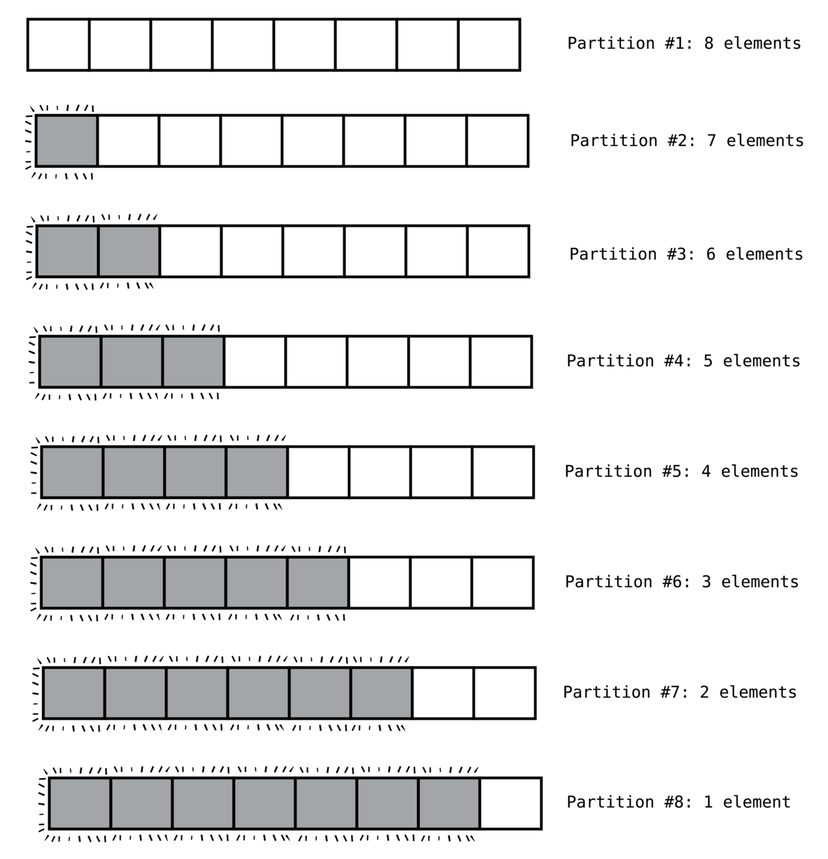 Partition #1: 8 elements
Partition #2: 7 elements
Partition #3: 6 elements
Partition #4: 5 elements
Partition #5: 4 elements
Partition #6: 3 elements
Partition #7: 2 elements
Partition #8: 1 element